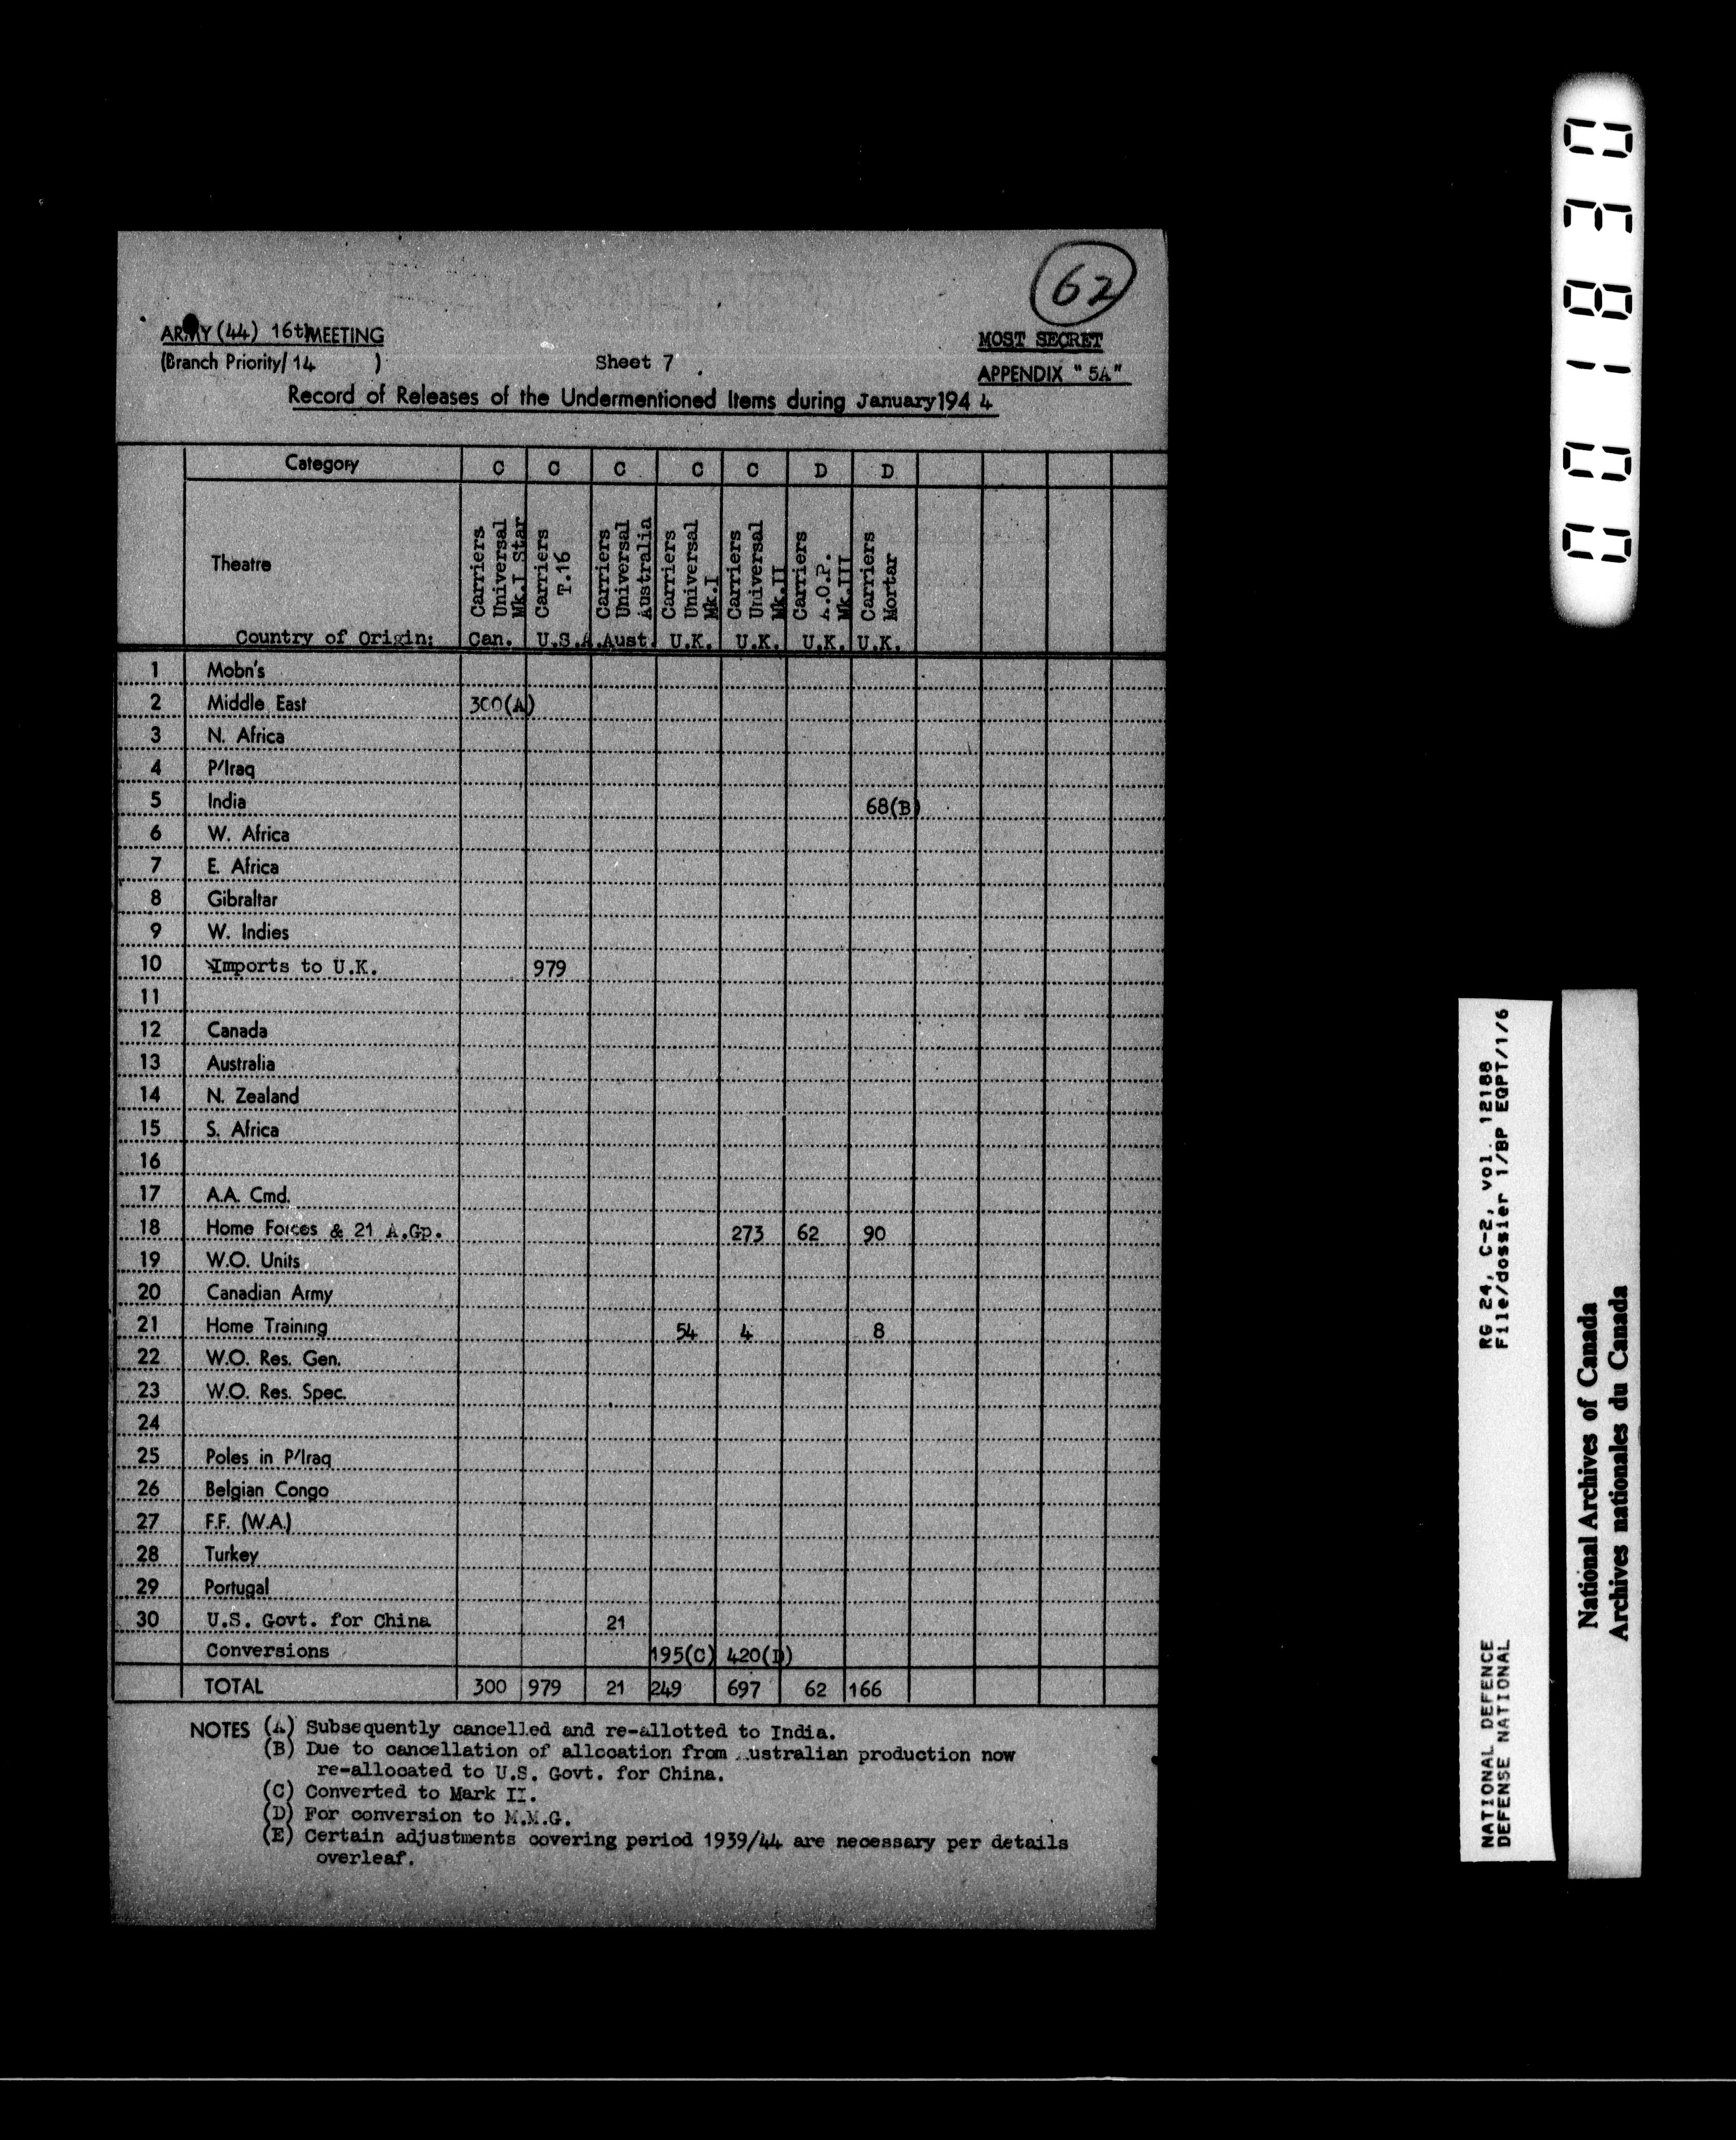 62
ARMY (44) 16th MEETING
MOST SECRET
(Branch Priority/ 14 )
Sheet 7
APPENDIX "5A"
Record of Releases of the Undermentioned Items during January 1944
Category C C C C C D D
Theatre
Carriers Universal Mk.I Star
Carriers T.16
Carriers Universal Australia
Carriers Universal Mk.I
Carriers Universal Mk.II
Carriers A.O.P. Mk.III
Carriers Mortar
Country of Origin: Can. U.S.A. Aust. U.K. U.K. U.K. U.K.
1 Mobn's
2 Middle East 300(A)
3 N. Africa
4 P/Iraq
5 India 68(B)
6 W. Africa
7 E. Africa
8 Gibraltar
9 W. Indies
10 Imports to U.K. 979
11
12 Canada
13 Australia
14 N. Zealand
15 S. Africa
16
17 A.A. Cmd.
18 Home Forces & 21 A.Gp. 273 62 90
19 W.O. Units
20 Canadian Army
21 Home Training 54 4 8
22 W.O. Res. Gen.
23 W.O. Res. Spec.
24
25 Poles in P/Iraq
26 Belgian Congo
27 F.F. (W.A.)
28 Turkey
29 Portugal
30 U.S. Govt. for China 21
Conversions 195(C) 420(D)
TOTAL 300 979 21 249 697 62 166
NOTES (A) Subsequently cancelled and re-allotted to India.
(B) Due to cancellation of allocation from Australian production now
re-allocated to U.S. Govt. for China.
(C) Converted to Mark II.
(D) For conversion to M.M.G.
(E) Certain adjustments covering period 1939/44 are necessary per details
overleaf.
NATIONAL DEFENCE RG 24, C-2, vol. 12188
DEFENSE NATIONAL File/dossier 1/BP EQPT/1/6
National Archives of Canada
Archives nationales du Canada